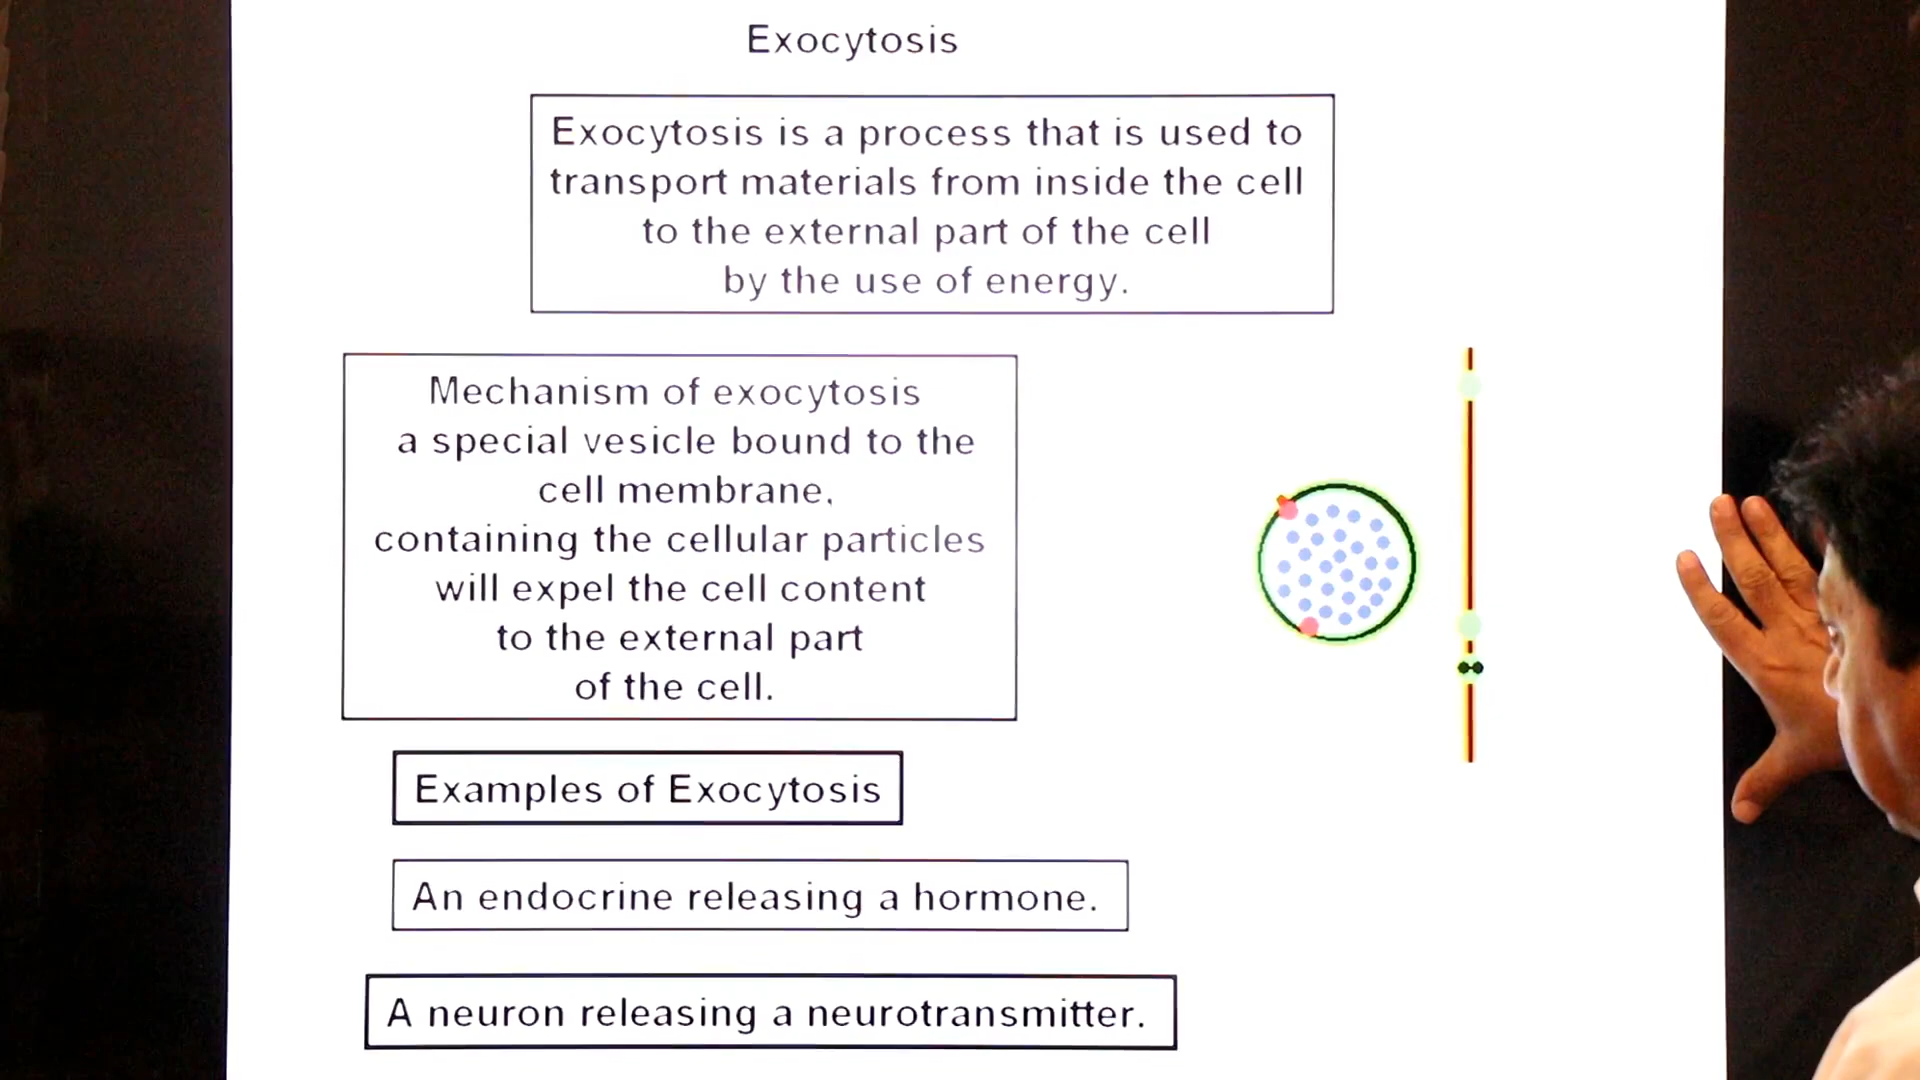 Exocytosis
Exocytosis is a process that is used to
transport materials from inside the cell
to the external part of the cell
by the use of energy.
Mechanism of exocytosis
a special vesicle bound to the
cell membrane,
containing the cellular particles
will expel the cell content
to the external part
of the cell.
Examples of Exocytosis
An endocrine releasing a hormone.
A neuron releasing a neurotransmitter.